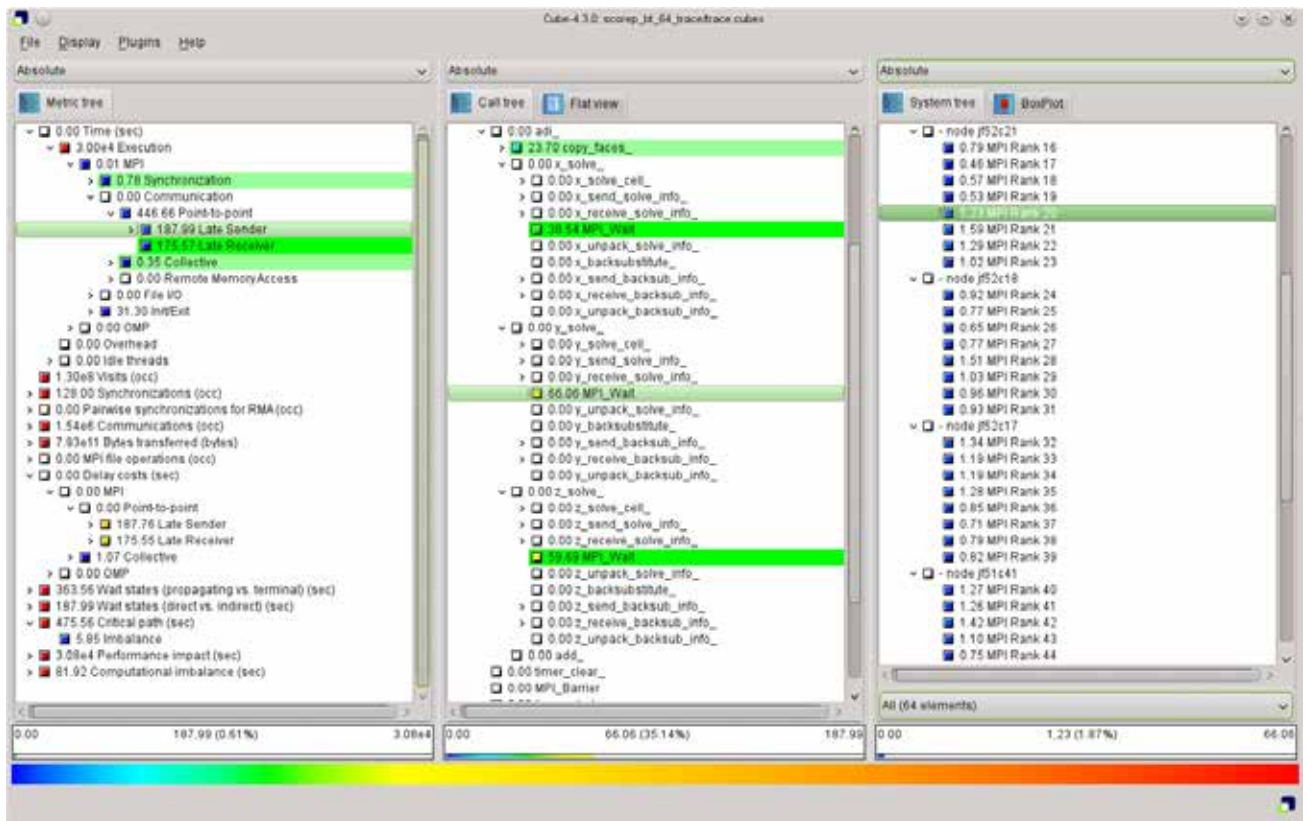 Cube-4.3.0: scorep_bt_64_trace/trace.cubex
File Display Plugins Help
Absolute
Metric tree
0.00 Time (sec)
3.00e4 Execution
0.01 MPI
0.78 Synchronization
0.00 Communication
446.66 Point-to-point
187.99 Late Sender
175.57 Late Receiver
0.35 Collective
0.00 Remote Memory Access
0.00 File I/O
31.30 Init/Exit
0.00 OMP
0.00 Overhead
0.00 Idle threads
1.30e8 Visits (occ)
128.00 Synchronizations (occ)
0.00 Pairwise synchronizations for RMA (occ)
1.54e6 Communications (occ)
7.93e11 Bytes transferred (bytes)
0.00 MPI file operations (occ)
0.00 Delay costs (sec)
0.00 MPI
0.00 Point-to-point
187.76 Late Sender
175.55 Late Receiver
1.07 Collective
0.00 OMP
363.56 Wait states (propagating vs. terminal) (sec)
187.99 Wait states (direct vs. indirect) (sec)
475.56 Critical path (sec)
5.85 Imbalance
3.08e4 Performance impact (sec)
81.92 Computational imbalance (sec)
0.00 187.99 (0.61%) 3.08e4
Absolute
Call tree Flat view
0.00 adi_
23.70 copy_faces_
0.00 x_solve_
0.00 x_solve_cell_
0.00 x_send_solve_info_
0.00 x_receive_solve_info_
38.54 MPI_Wait
0.00 x_unpack_solve_info_
0.00 x_backsubstitute_
0.00 x_send_backsub_info_
0.00 x_receive_backsub_info_
0.00 x_unpack_backsub_info_
0.00 y_solve_
0.00 y_solve_cell_
0.00 y_send_solve_info_
0.00 y_receive_solve_info_
66.06 MPI_Wait
0.00 y_unpack_solve_info_
0.00 y_backsubstitute_
0.00 y_send_backsub_info_
0.00 y_receive_backsub_info_
0.00 y_unpack_backsub_info_
0.00 z_solve_
0.00 z_solve_cell_
0.00 z_send_solve_info_
0.00 z_receive_solve_info_
59.69 MPI_Wait
0.00 z_unpack_solve_info_
0.00 z_backsubstitute_
0.00 z_send_backsub_info_
0.00 z_receive_backsub_info_
0.00 z_unpack_backsub_info_
0.00 add_
0.00 timer_clear_
0.00 MPI_Barrier
0.00 66.06 (35.14%) 187.99
Absolute
System tree BoxPlot
- node jf52c21
0.79 MPI Rank 16
0.46 MPI Rank 17
0.57 MPI Rank 18
0.53 MPI Rank 19
1.23 MPI Rank 20
1.59 MPI Rank 21
1.29 MPI Rank 22
1.02 MPI Rank 23
- node jf52c18
0.92 MPI Rank 24
0.77 MPI Rank 25
0.65 MPI Rank 26
0.77 MPI Rank 27
1.51 MPI Rank 28
1.03 MPI Rank 29
0.96 MPI Rank 30
0.93 MPI Rank 31
- node jf52c17
1.34 MPI Rank 32
1.19 MPI Rank 33
1.19 MPI Rank 34
1.28 MPI Rank 35
0.85 MPI Rank 36
0.71 MPI Rank 37
0.79 MPI Rank 38
0.82 MPI Rank 39
- node jf51c41
1.27 MPI Rank 40
1.26 MPI Rank 41
1.42 MPI Rank 42
1.10 MPI Rank 43
0.75 MPI Rank 44
All (64 elements)
0.00 1.23 (1.87%) 66.06